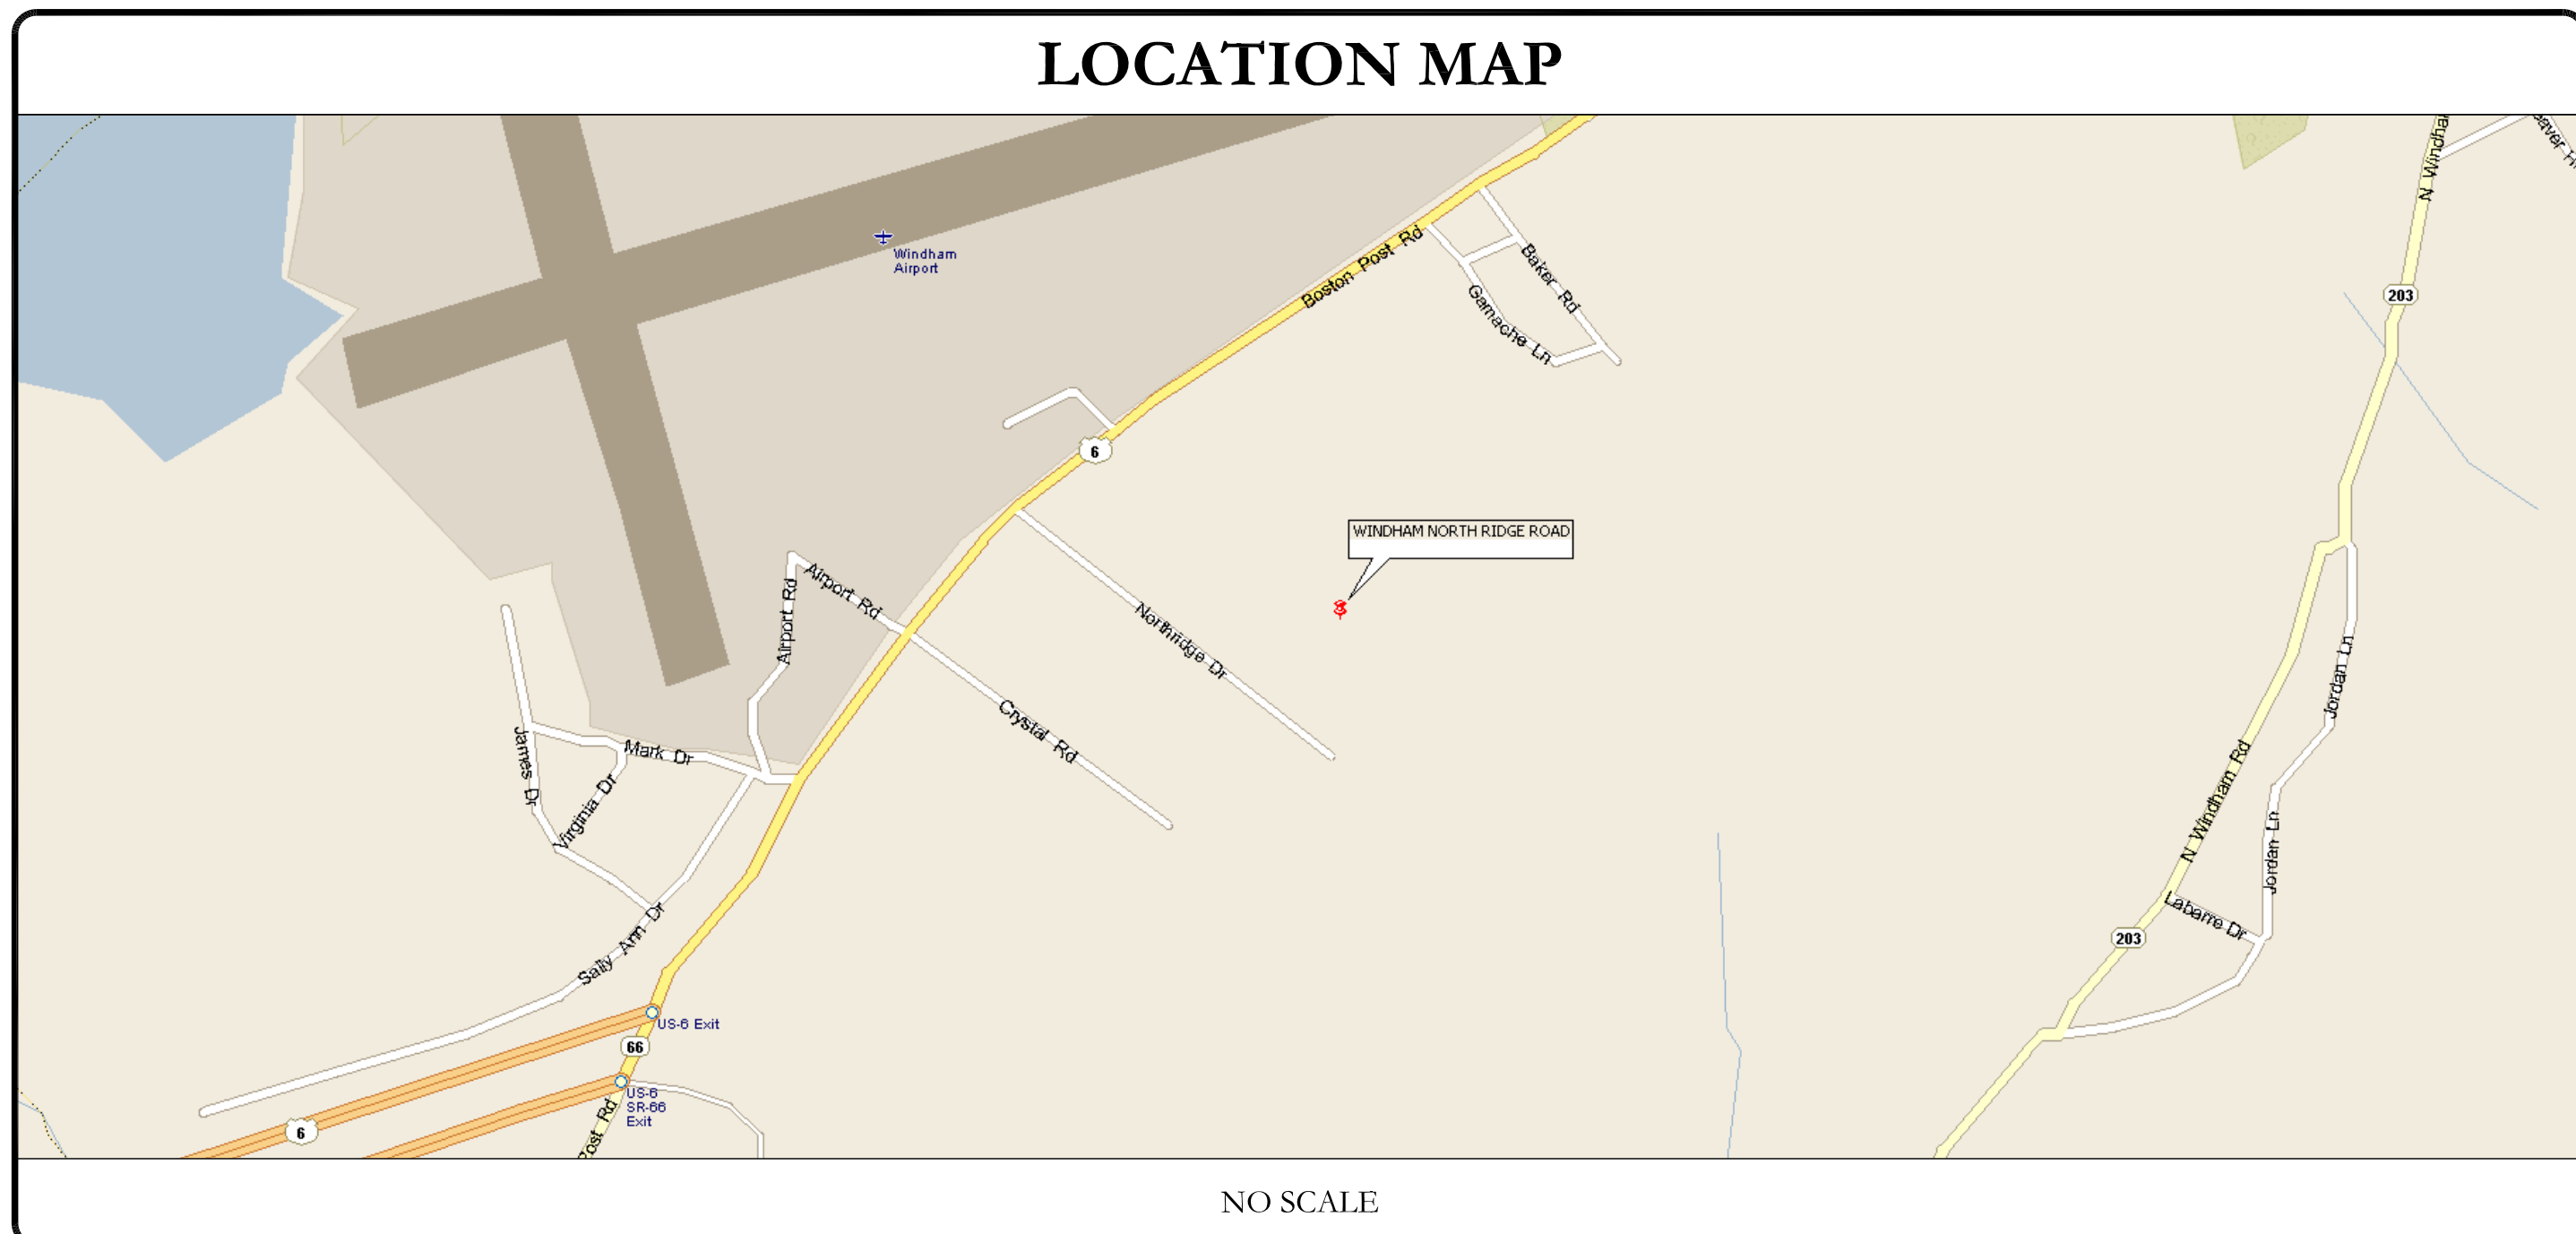 LOCATION MAP
N Windha
eaver H
Windham
Airport
Boston Post Rd
Baker Rd
Gamache Ln
203
6
WINDHAM NORTH RIDGE ROAD
Airport Rd
Airport Rd
Northridge Dr
Crystal Rd
Jordan Ln
James Dr
Mark Dr
Virginia Dr
N Windham Rd
Jordan Ln
Labarre Dr
203
Sally Ann Dr
US-6 Exit
66
US-6
SR-66
Exit
6
Post Rd
NO SCALE